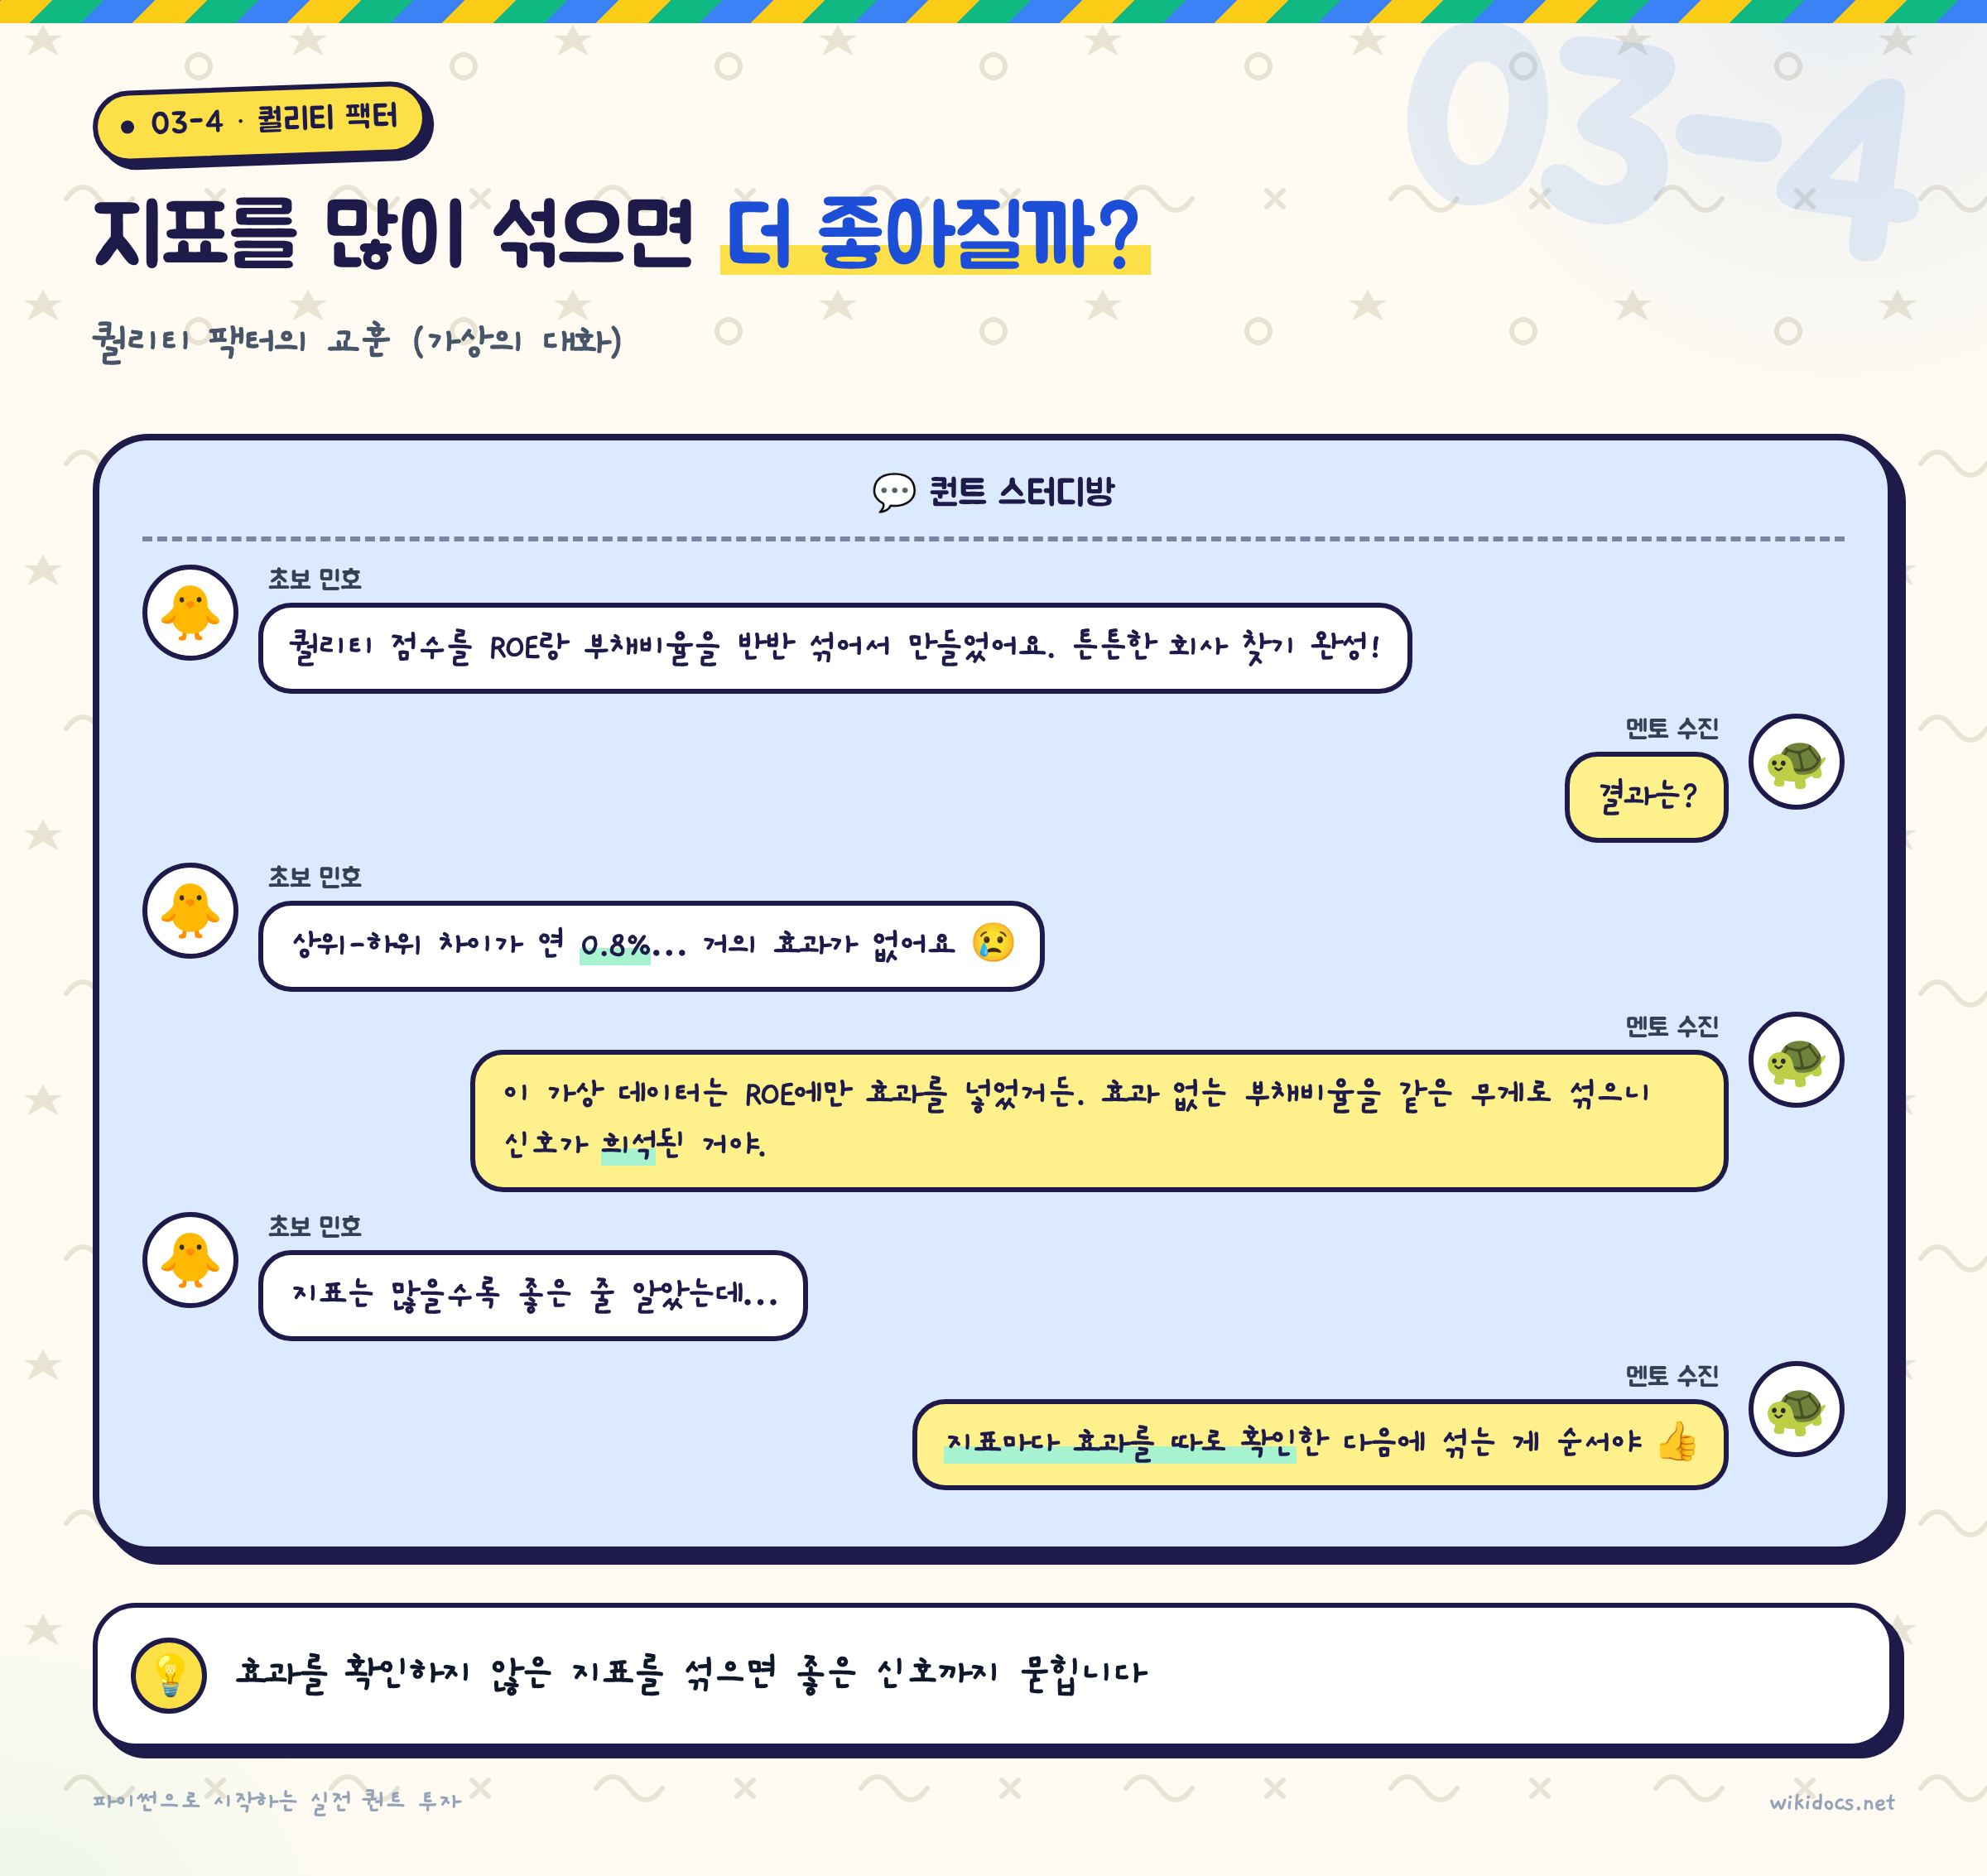 03-4
03-4 · 퀄리티 팩터
지표를 많이 섞으면 더 좋아질까?
퀄리티 팩터의 교훈 (가상의 대화)
퀀트 스터디방
초보 민호
퀄리티 점수를 ROE랑 부채비율을 반반 섞어서 만들었어요. 튼튼한 회사 찾기 완성!
멘토 수진
결과는?
초보 민호
상위-하위 차이가 연 0.8%... 거의 효과가 없어요
멘토 수진
이 가상 데이터는 ROE에만 효과를 넣었거든. 효과 없는 부채비율을 같은 무게로 섞으니
신호가 희석된 거야.
초보 민호
지표는 많을수록 좋은 줄 알았는데...
멘토 수진
지표마다 효과를 따로 확인한 다음에 섞는 게 순서야
효과를 확인하지 않은 지표를 섞으면 좋은 신호까지 묻힙니다
파이썬으로 시작하는 실전 퀀트 투자
wikidocs.net